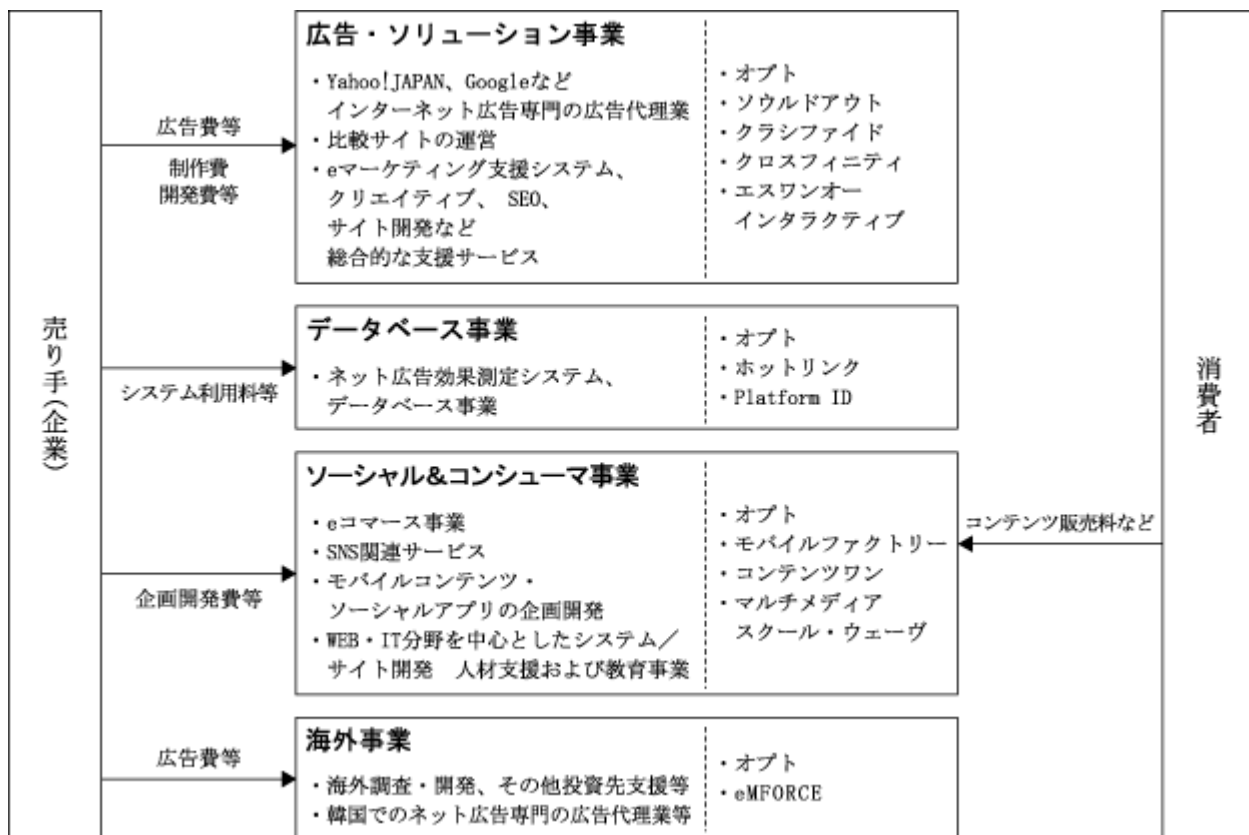 売り手(企業)
広告費等
制作費
開発費等
広告・ソリューション事業
・Yahoo!JAPAN、Googleなど
インターネット広告専門の広告代理業
・比較サイトの運営
・eマーケティング支援システム、
クリエイティブ、 SEO、
サイト開発など
総合的な支援サービス
・オプト
・ソウルドアウト
・クラシファイド
・クロスフィニティ
・エスワンオー
インタラクティブ
システム利用料等
データベース事業
・ネット広告効果測定システム、
データベース事業
・オプト
・ホットリンク
・Platform ID
企画開発費等
ソーシャル&コンシューマ事業
・eコマース事業
・SNS関連サービス
・モバイルコンテンツ・
ソーシャルアプリの企画開発
・WEB・IT分野を中心としたシステム／
サイト開発　人材支援および教育事業
・オプト
・モバイルファクトリー
・コンテンツワン
・マルチメディア
スクール・ウェーヴ
コンテンツ販売料など
消費者
広告費等
海外事業
・海外調査・開発、その他投資先支援等
・韓国でのネット広告専門の広告代理業等
・オプト
・eMFORCE